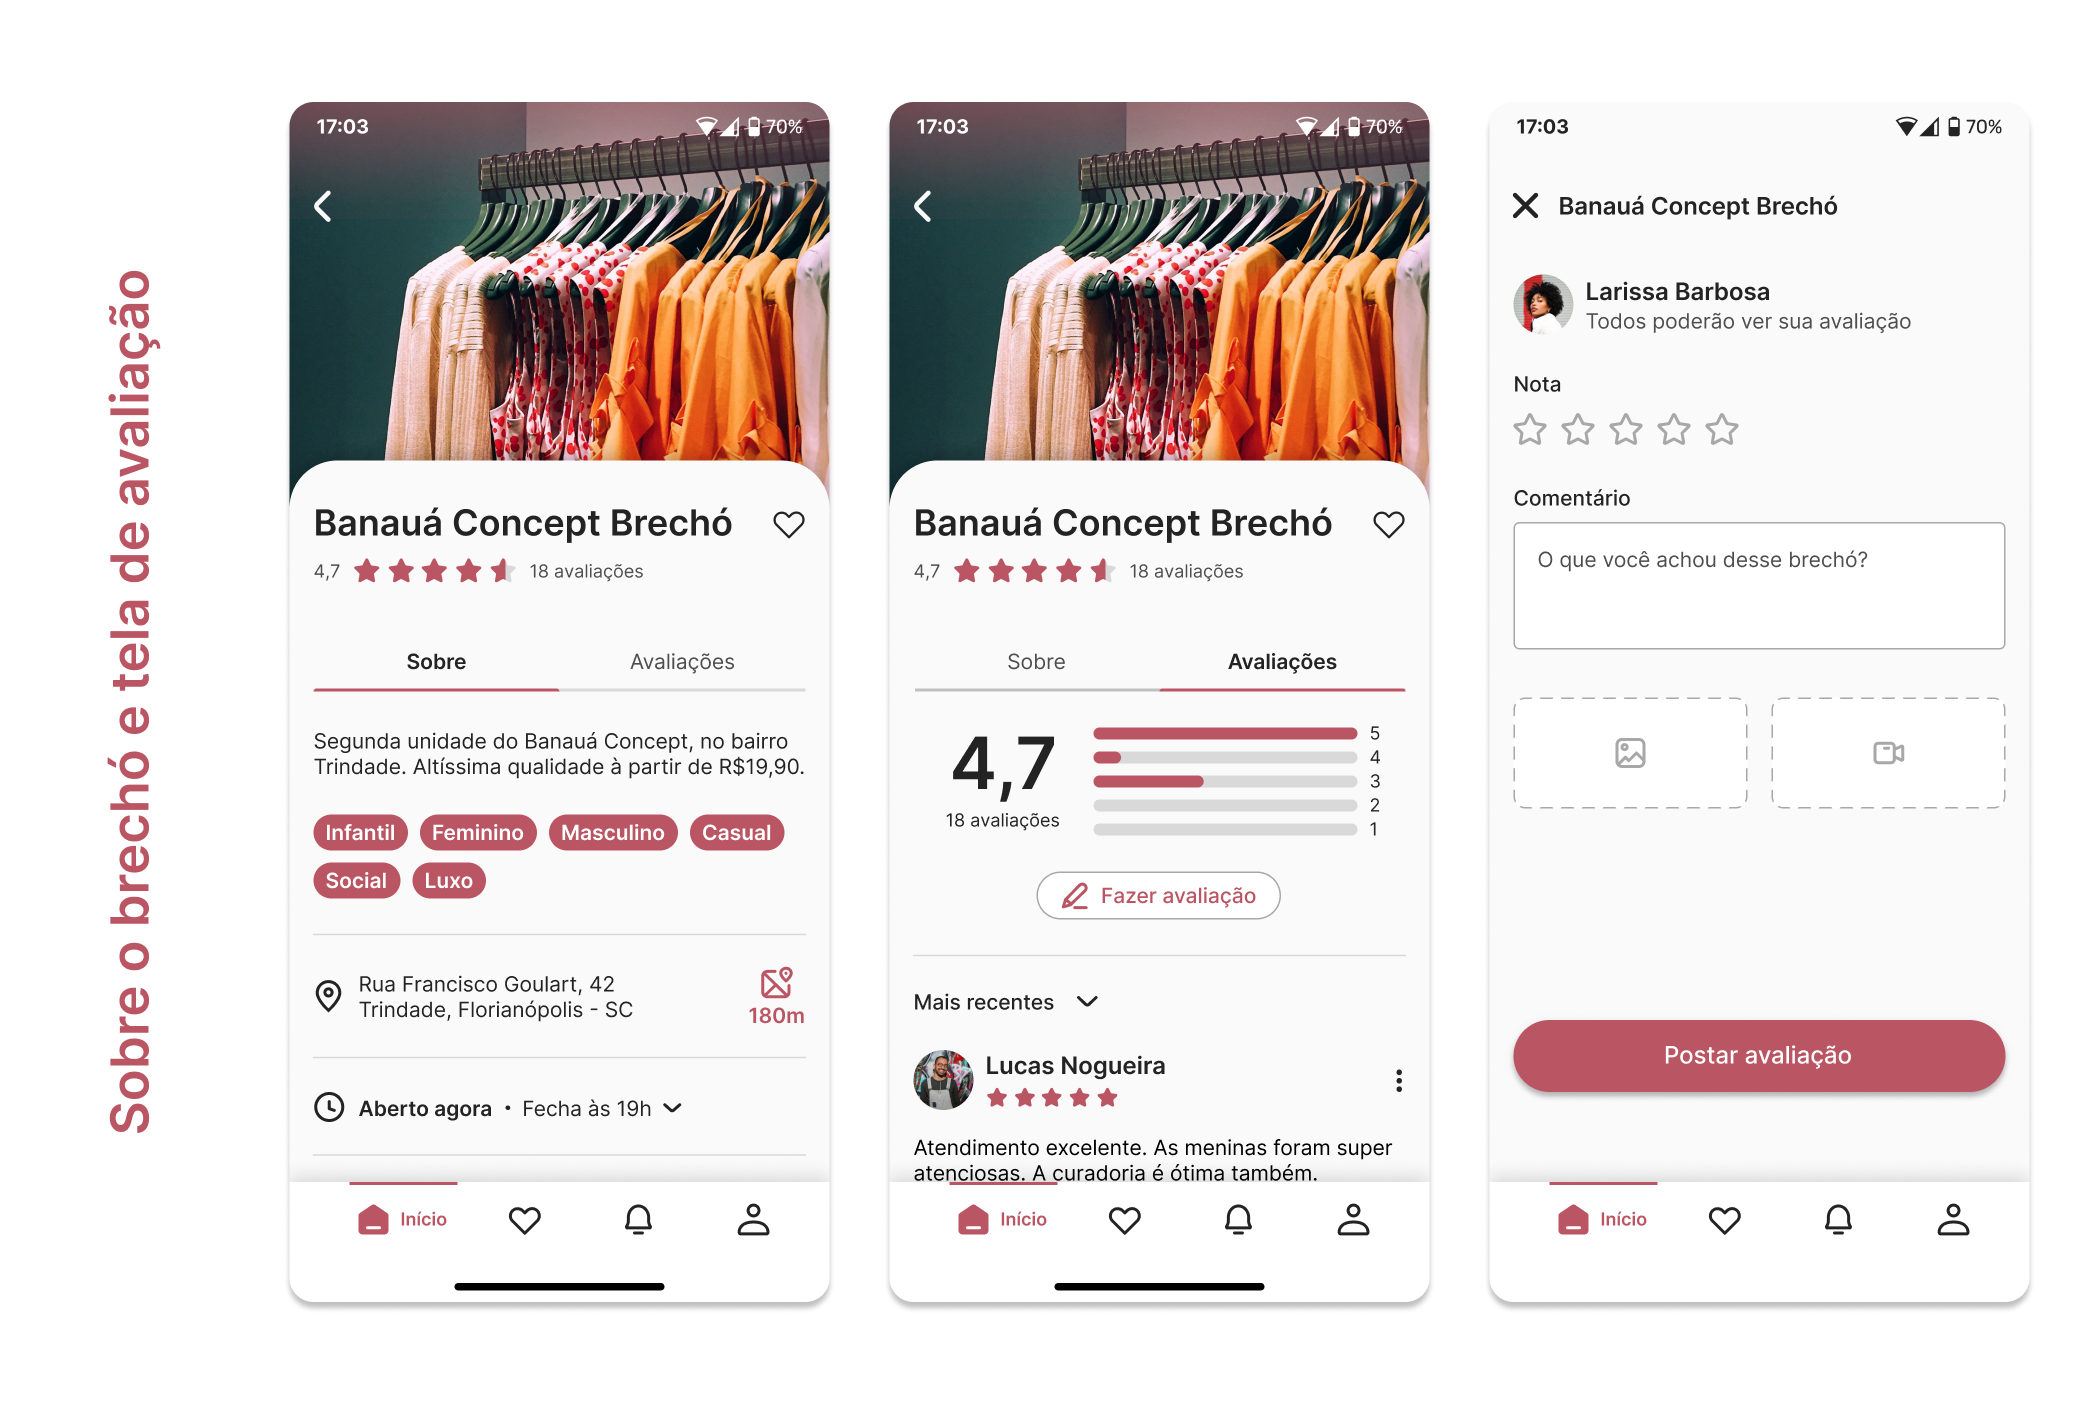 Sobre o brechó e tela de avaliação
17:03
70%
Banauá Concept Brechó
4,7
18 avaliações
Sobre
Avaliações
Segunda unidade do Banauá Concept, no bairro
Trindade. Altíssima qualidade à partir de R$19,90.
Infantil
Feminino
Masculino
Casual
Social
Luxo
Rua Francisco Goulart, 42
Trindade, Florianópolis - SC
180m
Aberto agora • Fecha às 19h
Início
17:03
70%
Banauá Concept Brechó
4,7
18 avaliações
Sobre
Avaliações
4,7
18 avaliações
5
4
3
2
1
Fazer avaliação
Mais recentes
Lucas Nogueira
Atendimento excelente. As meninas foram super
atenciosas. A curadoria é ótima também.
Início
17:03
70%
Banauá Concept Brechó
Larissa Barbosa
Todos poderão ver sua avaliação
Nota
Comentário
O que você achou desse brechó?
Postar avaliação
Início